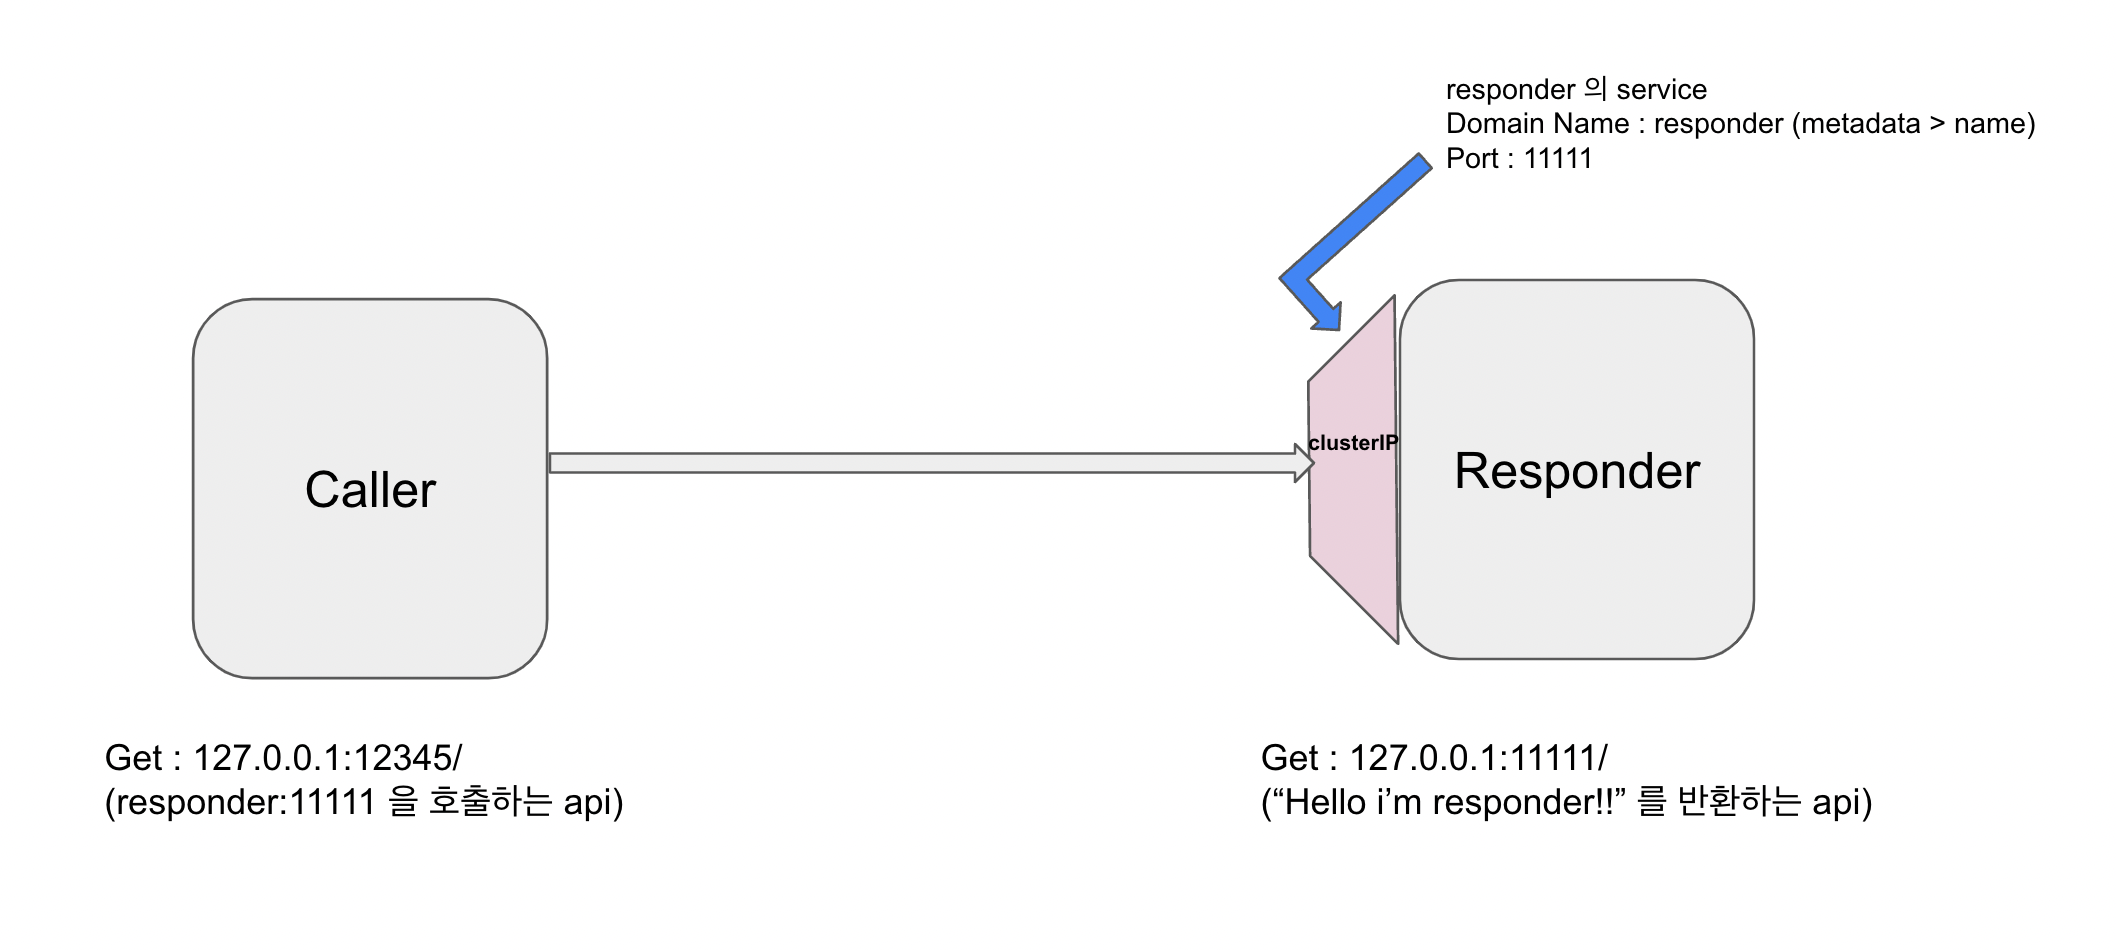 responder 의 service
Domain Name : responder (metadata > name)
Port : 11111
clusterIP
Caller
Responder
Get : 127.0.0.1:12345/
(responder:11111 을 호출하는 api)
Get : 127.0.0.1:11111/
(“Hello i’m responder!!” 를 반환하는 api)